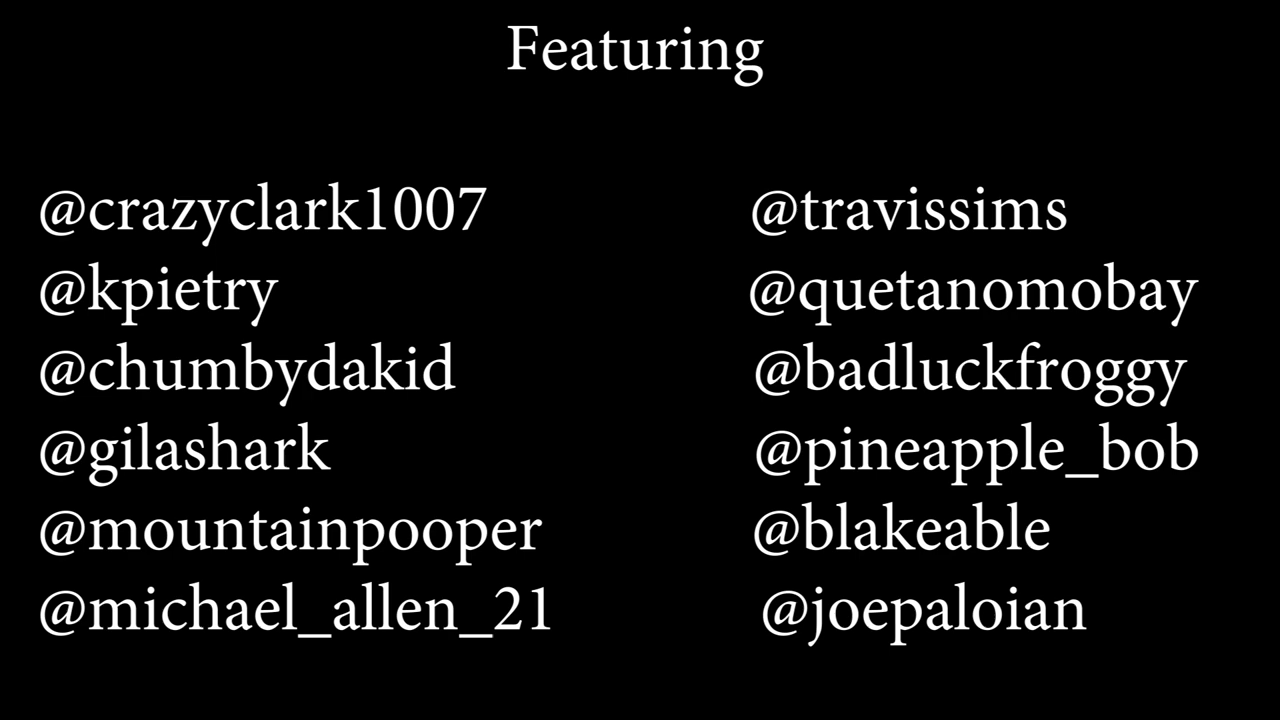 Featuring
@crazyclark1007
@kpietry
@chumbydakid
@gilashark
@mountainpooper
@michael_allen_21
@travissims
@quetanomobay
@badluckfroggy
@pineapple_bob
@blakeable
@joepaloian